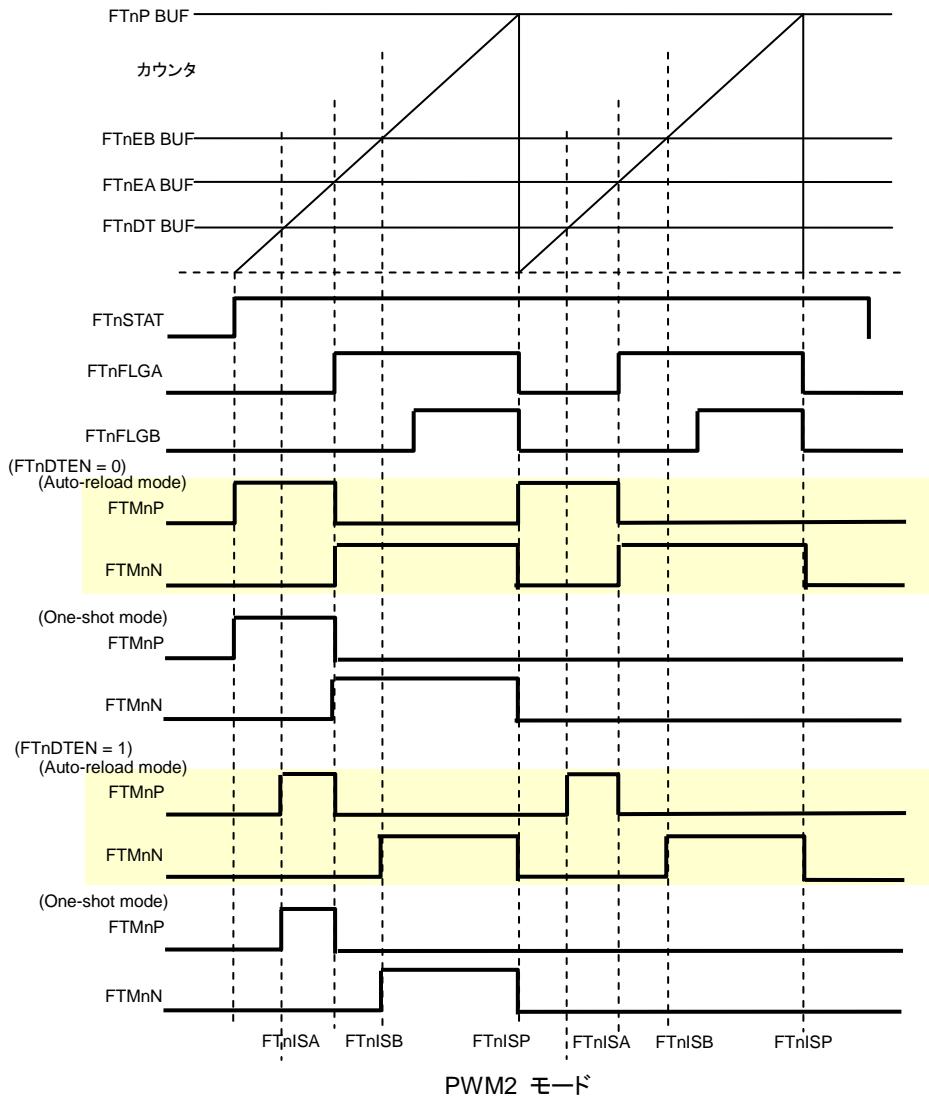 FTnP BUF
カウンタ
FTnEB BUF
FTnEA BUF
FTnDT BUF
FTnSTAT
FTnFLGA
FTnFLGB
(FTnDTEN = 0)
(Auto-reload mode)
FTMnP
FTMnN
(One-shot mode)
FTMnP
FTMnN
(FTnDTEN = 1)
(Auto-reload mode)
FTMnP
FTMnN
(One-shot mode)
FTMnP
FTMnN
FTnISA FTnISB FTnISP FTnISA FTnISB FTnISP
PWM2 モード